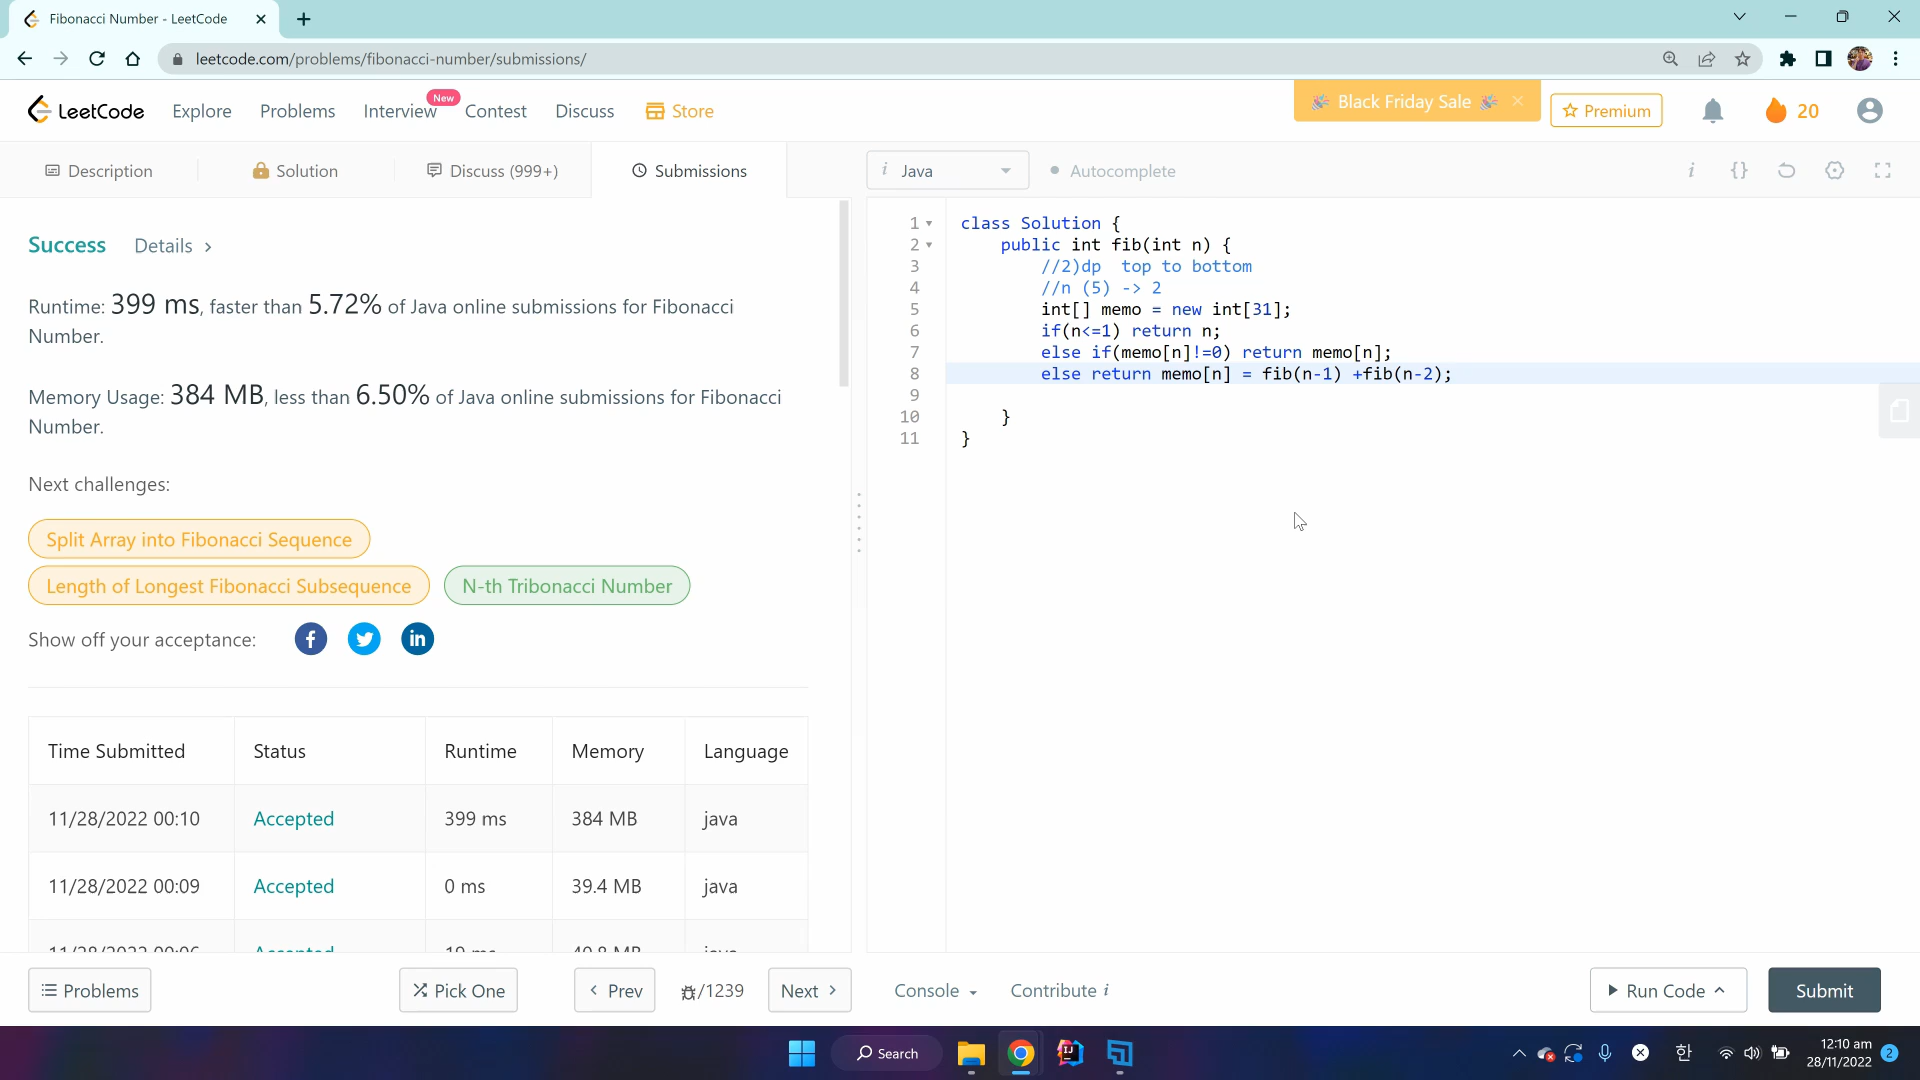 Fibonacci Number - LeetCode
leetcode.com/problems/fibonacci-number/submissions/
LeetCode Explore Problems Interview New Contest Discuss Store
Black Friday Sale
Premium
20
Description Solution Discuss (999+) Submissions
i Java Autocomplete
Success Details
Runtime: 399 ms, faster than 5.72% of Java online submissions for Fibonacci
Number.
Memory Usage: 384 MB, less than 6.50% of Java online submissions for Fibonacci
Number.
Next challenges:
Split Array into Fibonacci Sequence
Length of Longest Fibonacci Subsequence N-th Tribonacci Number
Show off your acceptance:
Time Submitted Status Runtime Memory Language
11/28/2022 00:10 Accepted 399 ms 384 MB java
11/28/2022 00:09 Accepted 0 ms 39.4 MB java
1 class Solution {
2 public int fib(int n) {
3 //2)dp top to bottom
4 //n (5) -> 2
5 int[] memo = new int[31];
6 if(n<=1) return n;
7 else if(memo[n]!=0) return memo[n];
8 else return memo[n] = fib(n-1) +fib(n-2);
9
10 }
11 }
Problems Pick One Prev /1239 Next Console Contribute i Run Code Submit
Search
한
12:10 am
28/11/2022
2